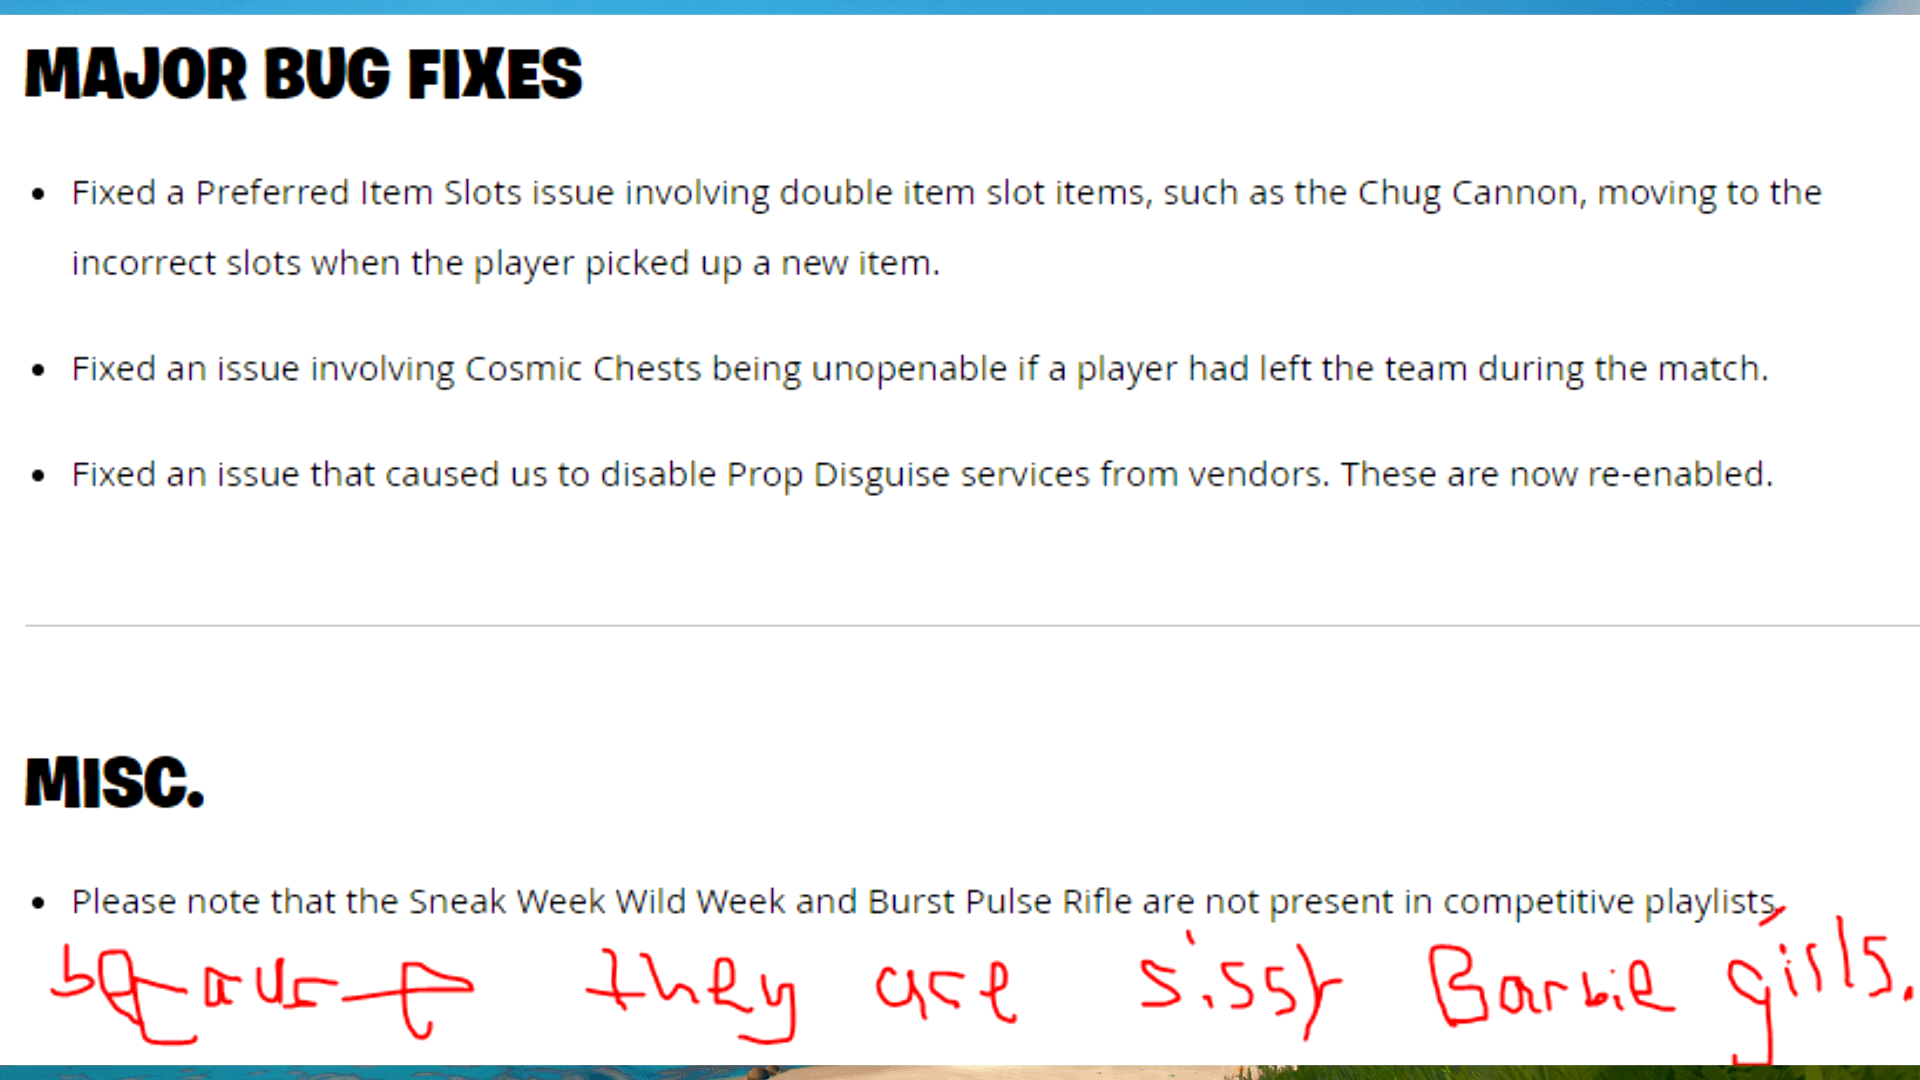 MAJOR BUG FIXES
• Fixed a Preferred Item Slots issue involving double item slot items, such as the Chug Cannon, moving to the
incorrect slots when the player picked up a new item.
• Fixed an issue involving Cosmic Chests being unopenable if a player had left the team during the match.
• Fixed an issue that caused us to disable Prop Disguise services from vendors. These are now re-enabled.
MISC.
• Please note that the Sneak Week Wild Week and Burst Pulse Rifle are not present in competitive playlists,
because they are sissy Barbie girls.